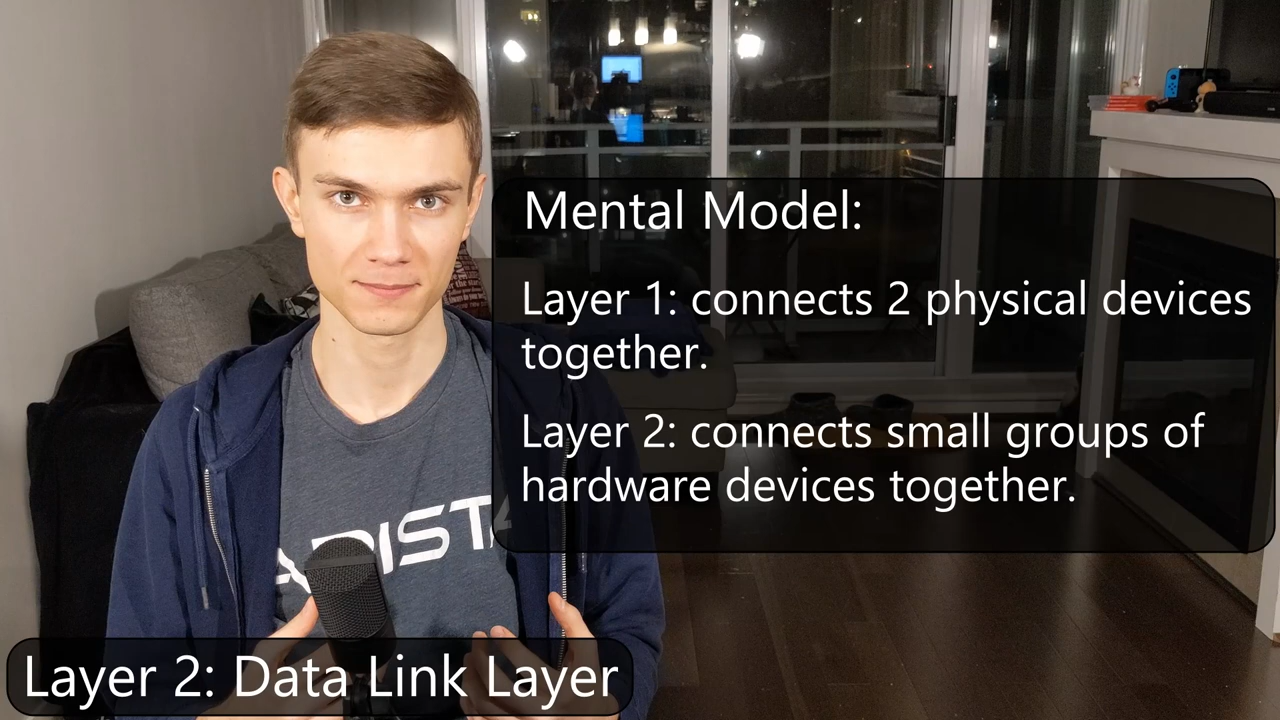 Mental Model:
Layer 1: connects 2 physical devices
together.
Layer 2: connects small groups of
hardware devices together.
ARISTA
Layer 2: Data Link Layer